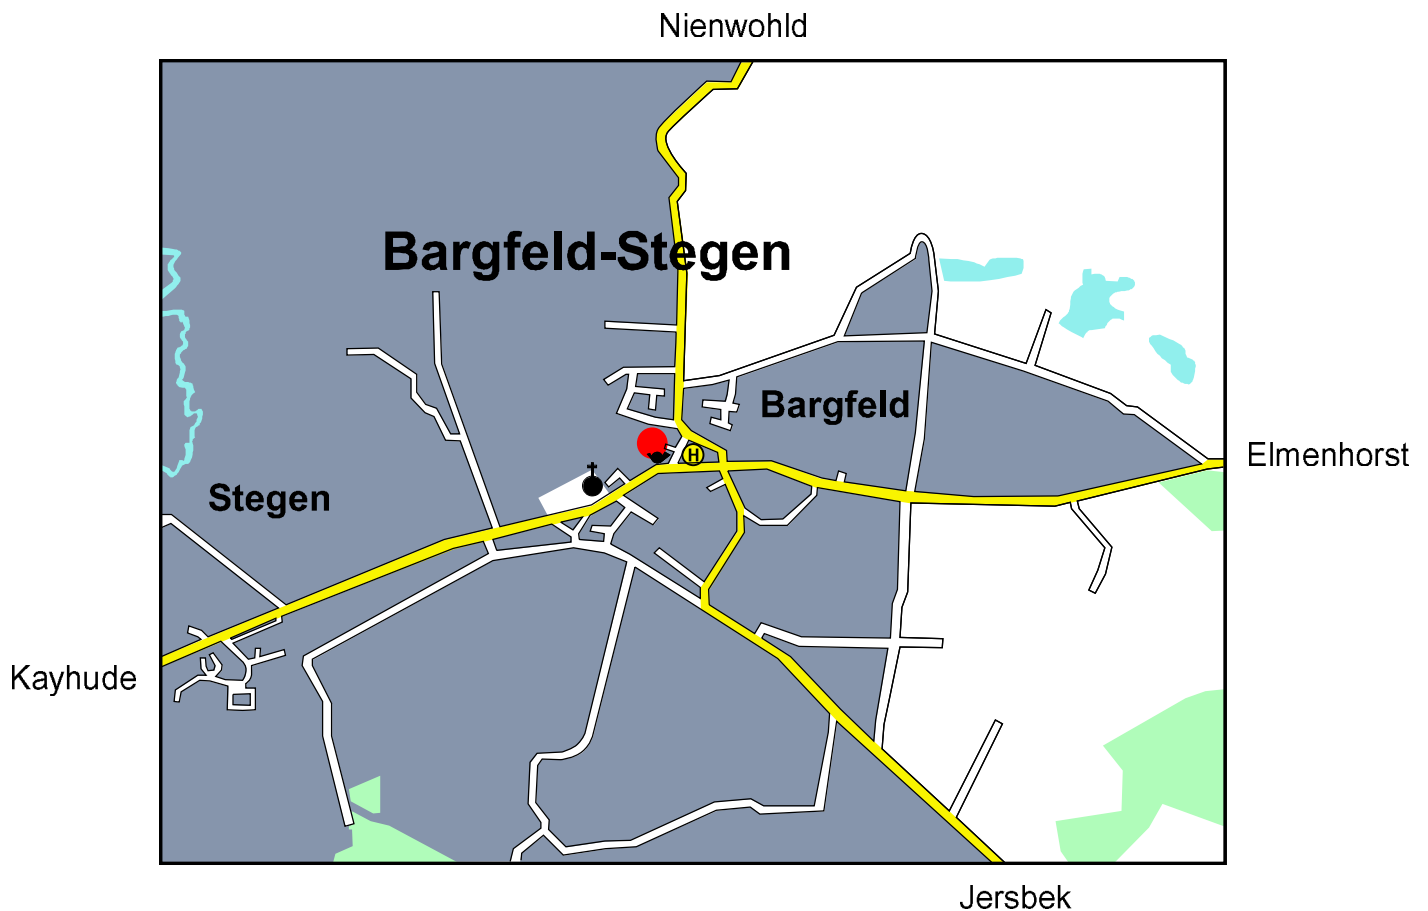 Nienwohld
Bargfeld-Stegen
Bargfeld
H
Elmenhorst
Stegen
Kayhude
Jersbek